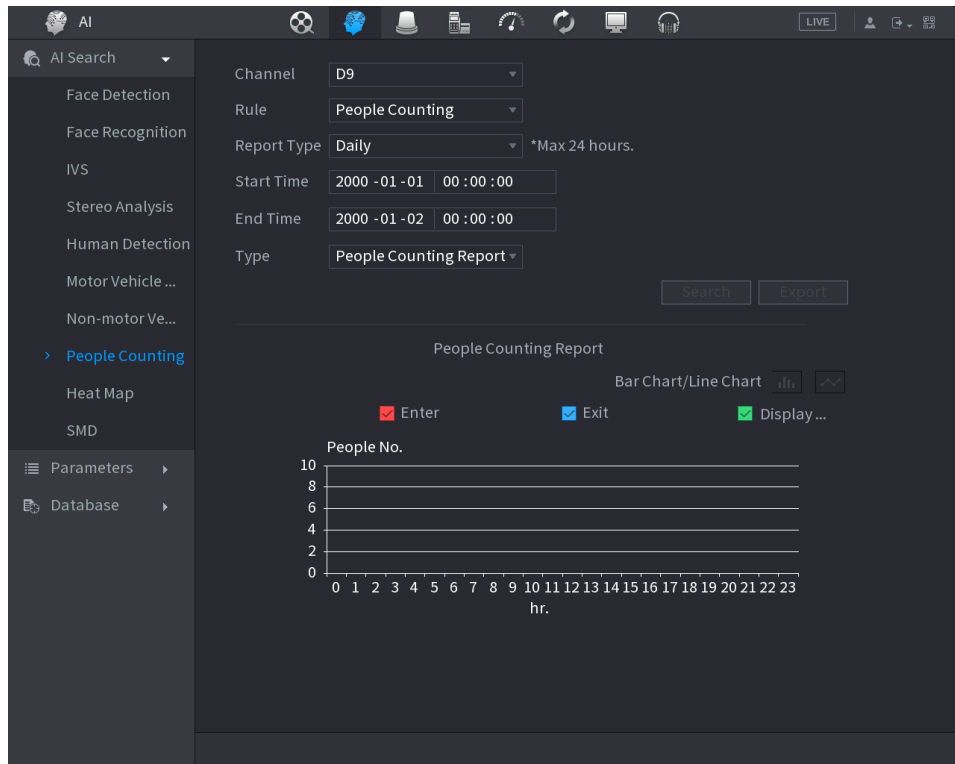 AI
LIVE
AI Search
Face Detection
Face Recognition
IVS
Stereo Analysis
Human Detection
Motor Vehicle ...
Non-motor Ve...
People Counting
Heat Map
SMD
Parameters
Database
Channel D9
Rule People Counting
Report Type Daily *Max 24 hours.
Start Time 2000 -01 -01 00 :00 :00
End Time 2000 -01 -02 00 :00 :00
Type People Counting Report
Search Export
People Counting Report
Bar Chart/Line Chart
Enter Exit Display ...
People No.
10
8
6
4
2
0
0 1 2 3 4 5 6 7 8 9 10 11 12 13 14 15 16 17 18 19 20 21 22 23
hr.